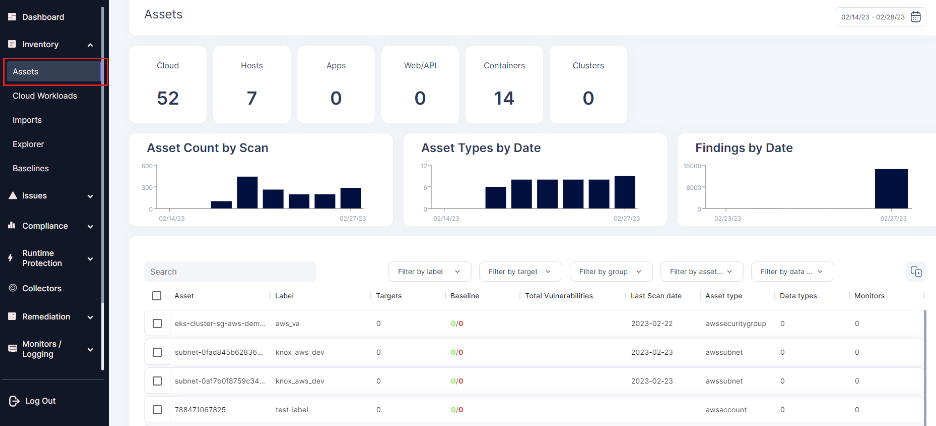 Dashboard
Inventory
Assets
Cloud Workloads
Imports
Explorer
Baselines
Issues
Compliance
Runtime
Protection
Collectors
Remediation
Monitors /
Logging
Log Out
Assets
02/14/23 - 02/28/23
Cloud Hosts Apps Web/API Containers Clusters
52 7 0 0 14 0
Asset Count by Scan
600
300
0
02/14/23 02/27/23
Asset Types by Date
12
6
0
02/14/23 02/27/23
Findings by Date
16000
8000
0
02/23/23 02/27/23
Search Filter by label Filter by target Filter by group Filter by asset... Filter by data ...
Asset Label Targets Baseline Total Vulnerabilities Last Scan date Asset type Data types Monitors
eks-cluster-sg-aws-dem... aws_va 0 0/0 2023-02-22 awssecuritygroup 0 0
subnet-0fad845b62836... knox_aws_dev 0 0/0 2023-02-23 awssubnet 0 0
subnet-0a17b0f8759c34... knox_aws_dev 0 0/0 2023-02-23 awssubnet 0 0
788471067825 test-label 0 0/0 awsaccount 0 0